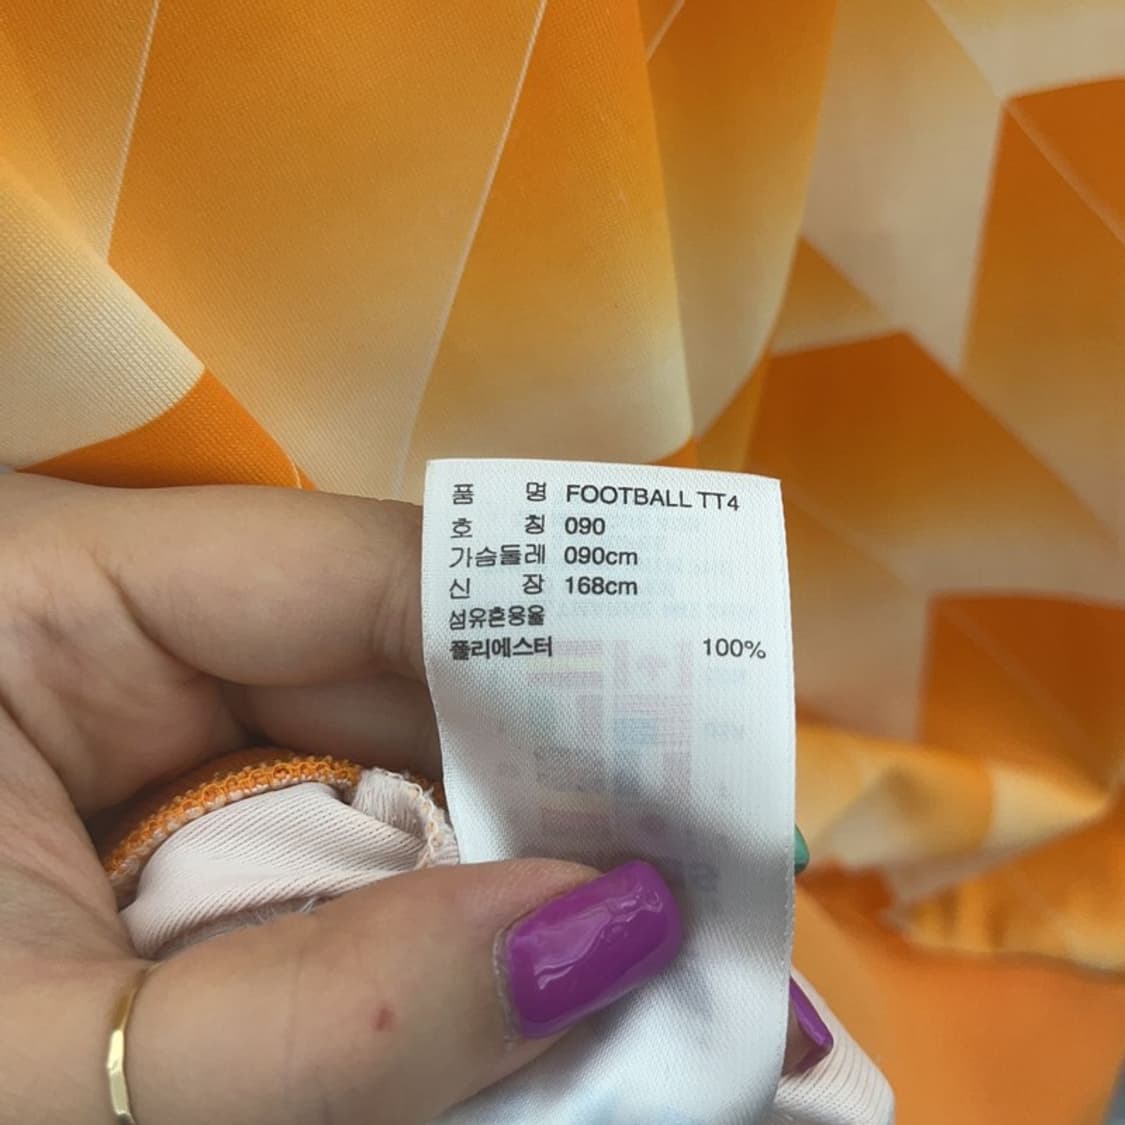 품 명 FOOTBALL TT4
호 칭 090
가슴둘레 090cm
신 장 168cm
섬유혼용율
폴리에스터 100%